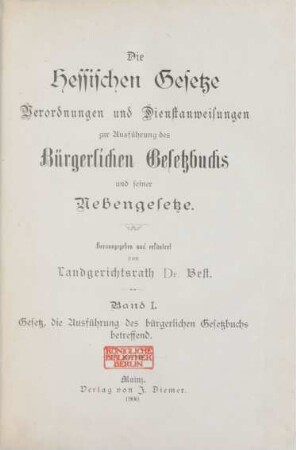 Die
Hessischen Gesetze
Verordnungen und Dienstanweisungen
zur Ausführung des
Bürgerlichen Gesetzbuchs
und seiner
Nebengesetze.
Herausgegeben und erläutert
von
Landgerichtsrath Dr. Best.
Band I.
Gesetz, die Ausführung des bürgerlichen Gesetzbuchs
betreffend.
KÖNIGLICHE
BIBLIOTHEK
BERLIN
Mainz.
Verlag von J. Diemer.
1900.